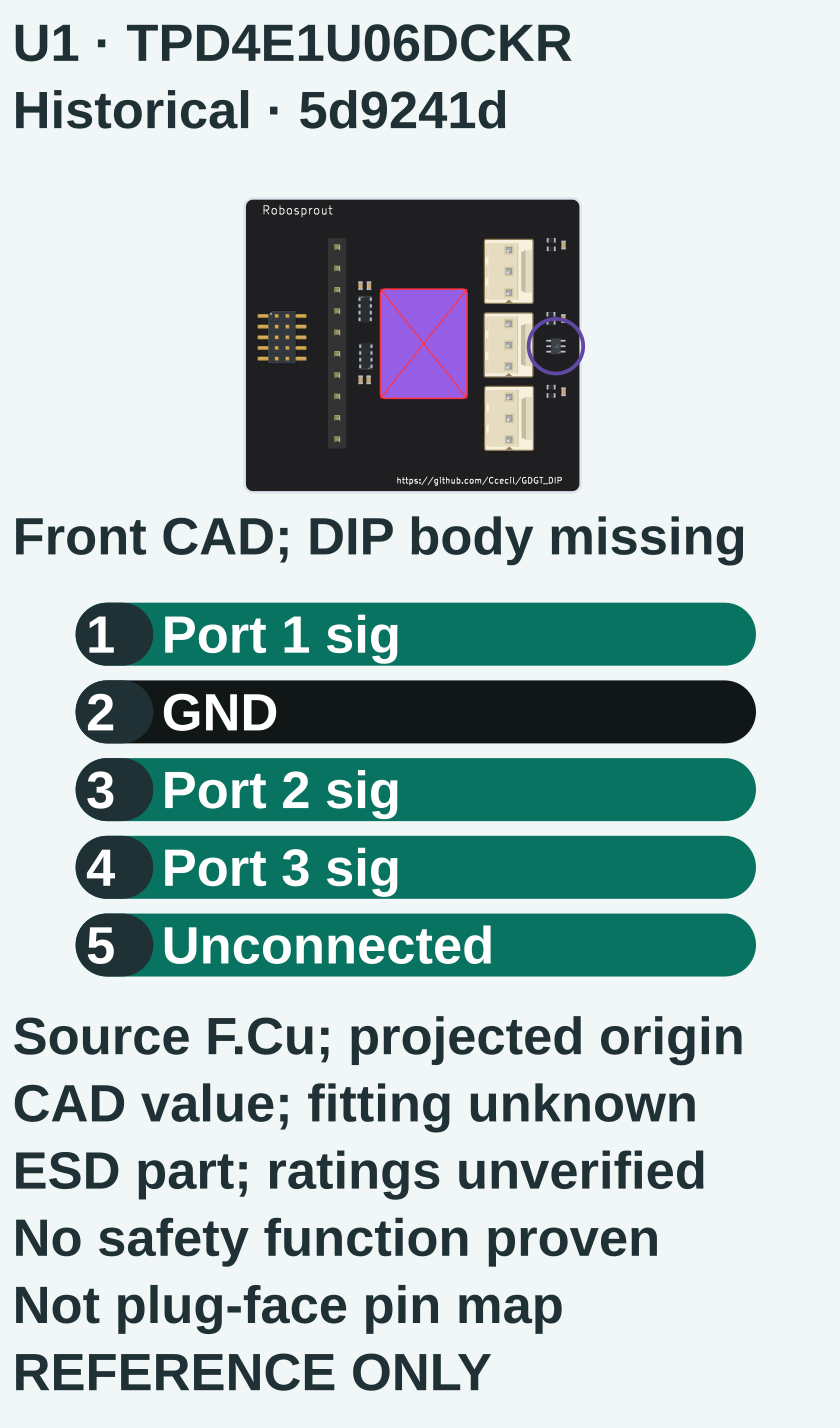 U1 · TPD4E1U06DCKR
Historical · 5d9241d
Robosprout
https://github.com/Ccecil/GDGT_DIP
Front CAD; DIP body missing
1 Port 1 sig
2 GND
3 Port 2 sig
4 Port 3 sig
5 Unconnected
Source F.Cu; projected origin
CAD value; fitting unknown
ESD part; ratings unverified
No safety function proven
Not plug-face pin map
REFERENCE ONLY